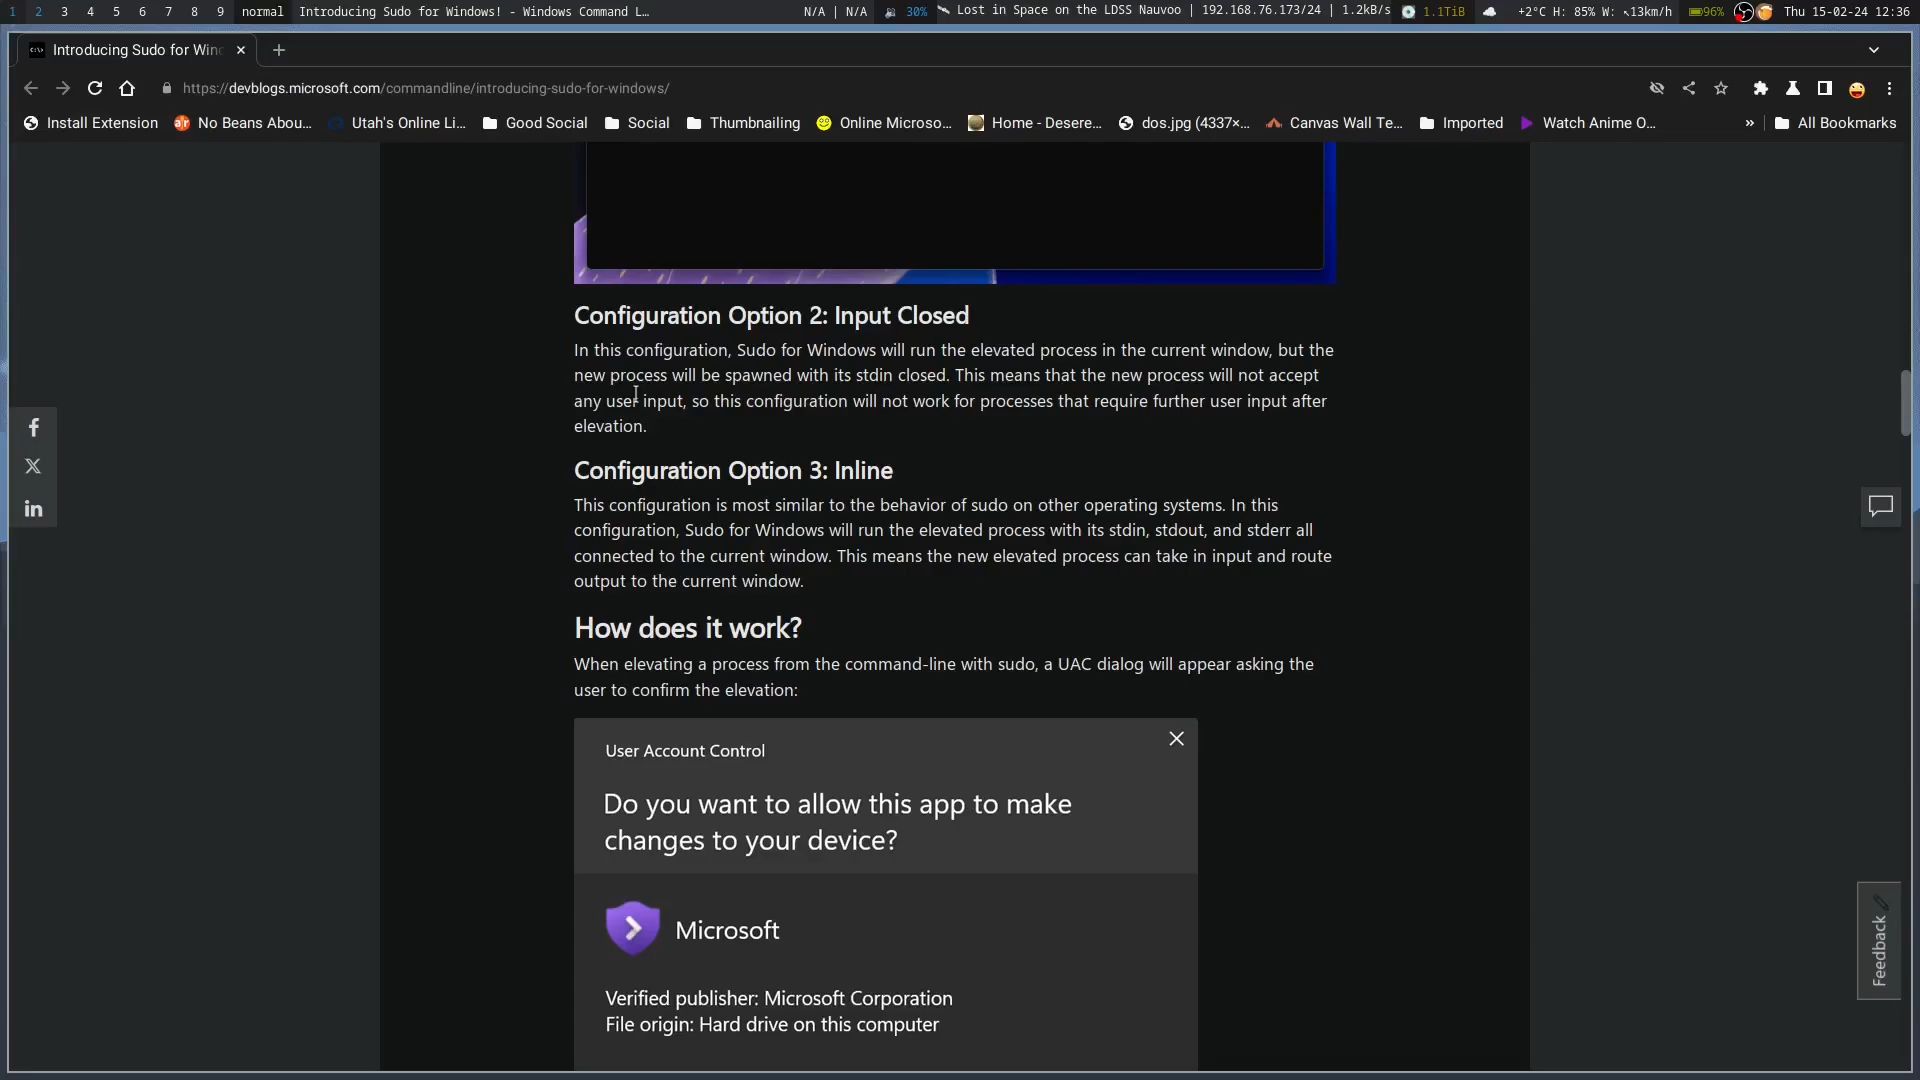 1 2 3 4 5 6 7 8 9 normal Introducing Sudo for Windows! - Windows Command L… N/A | N/A 30% Lost in Space on the LDSS Nauvoo | 192.168.76.173/24 | 1.2kB/s 1.1TiB +2°C H: 85% W: ↖13km/h 96% Thu 15-02-24 12:36
Introducing Sudo for Win
https://devblogs.microsoft.com/commandline/introducing-sudo-for-windows/
Install Extension No Beans Abou... Utah's Online Li... Good Social Social Thumbnailing Online Microso... Home - Desere... dos.jpg (4337×... Canvas Wall Te... Imported Watch Anime O... » All Bookmarks
Configuration Option 2: Input Closed
In this configuration, Sudo for Windows will run the elevated process in the current window, but the
new process will be spawned with its stdin closed. This means that the new process will not accept
any user input, so this configuration will not work for processes that require further user input after
elevation.
Configuration Option 3: Inline
This configuration is most similar to the behavior of sudo on other operating systems. In this
configuration, Sudo for Windows will run the elevated process with its stdin, stdout, and stderr all
connected to the current window. This means the new elevated process can take in input and route
output to the current window.
How does it work?
When elevating a process from the command-line with sudo, a UAC dialog will appear asking the
user to confirm the elevation:
User Account Control
Do you want to allow this app to make
changes to your device?
Microsoft
Verified publisher: Microsoft Corporation
File origin: Hard drive on this computer
Feedback